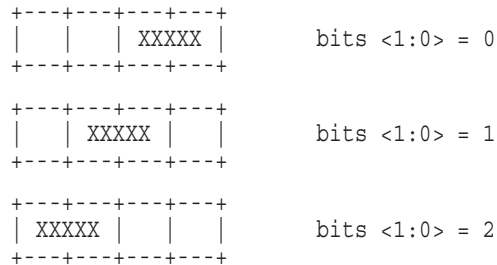 +---+---+---+---+
|   |   | XXXXX |          bits <1:0> = 0
+---+---+---+---+
+---+---+---+---+
|   | XXXXX |   |          bits <1:0> = 1
+---+---+---+---+
+---+---+---+---+
| XXXXX |   |   |          bits <1:0> = 2
+---+---+---+---+